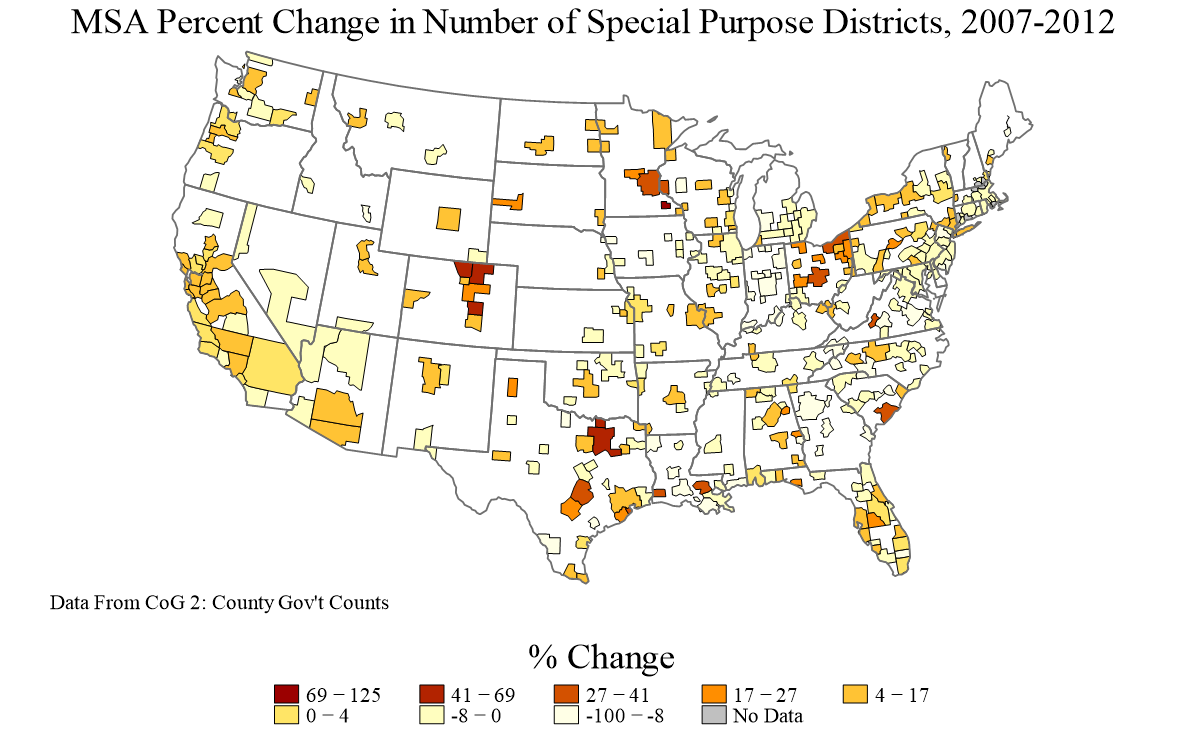 MSA Percent Change in Number of Special Purpose Districts, 2007-2012
Data From CoG 2: County Gov't Counts
% Change
69 − 125 41 − 69 27 − 41 17 − 27 4 − 17
0 − 4 -8 − 0 -100 − -8 No Data